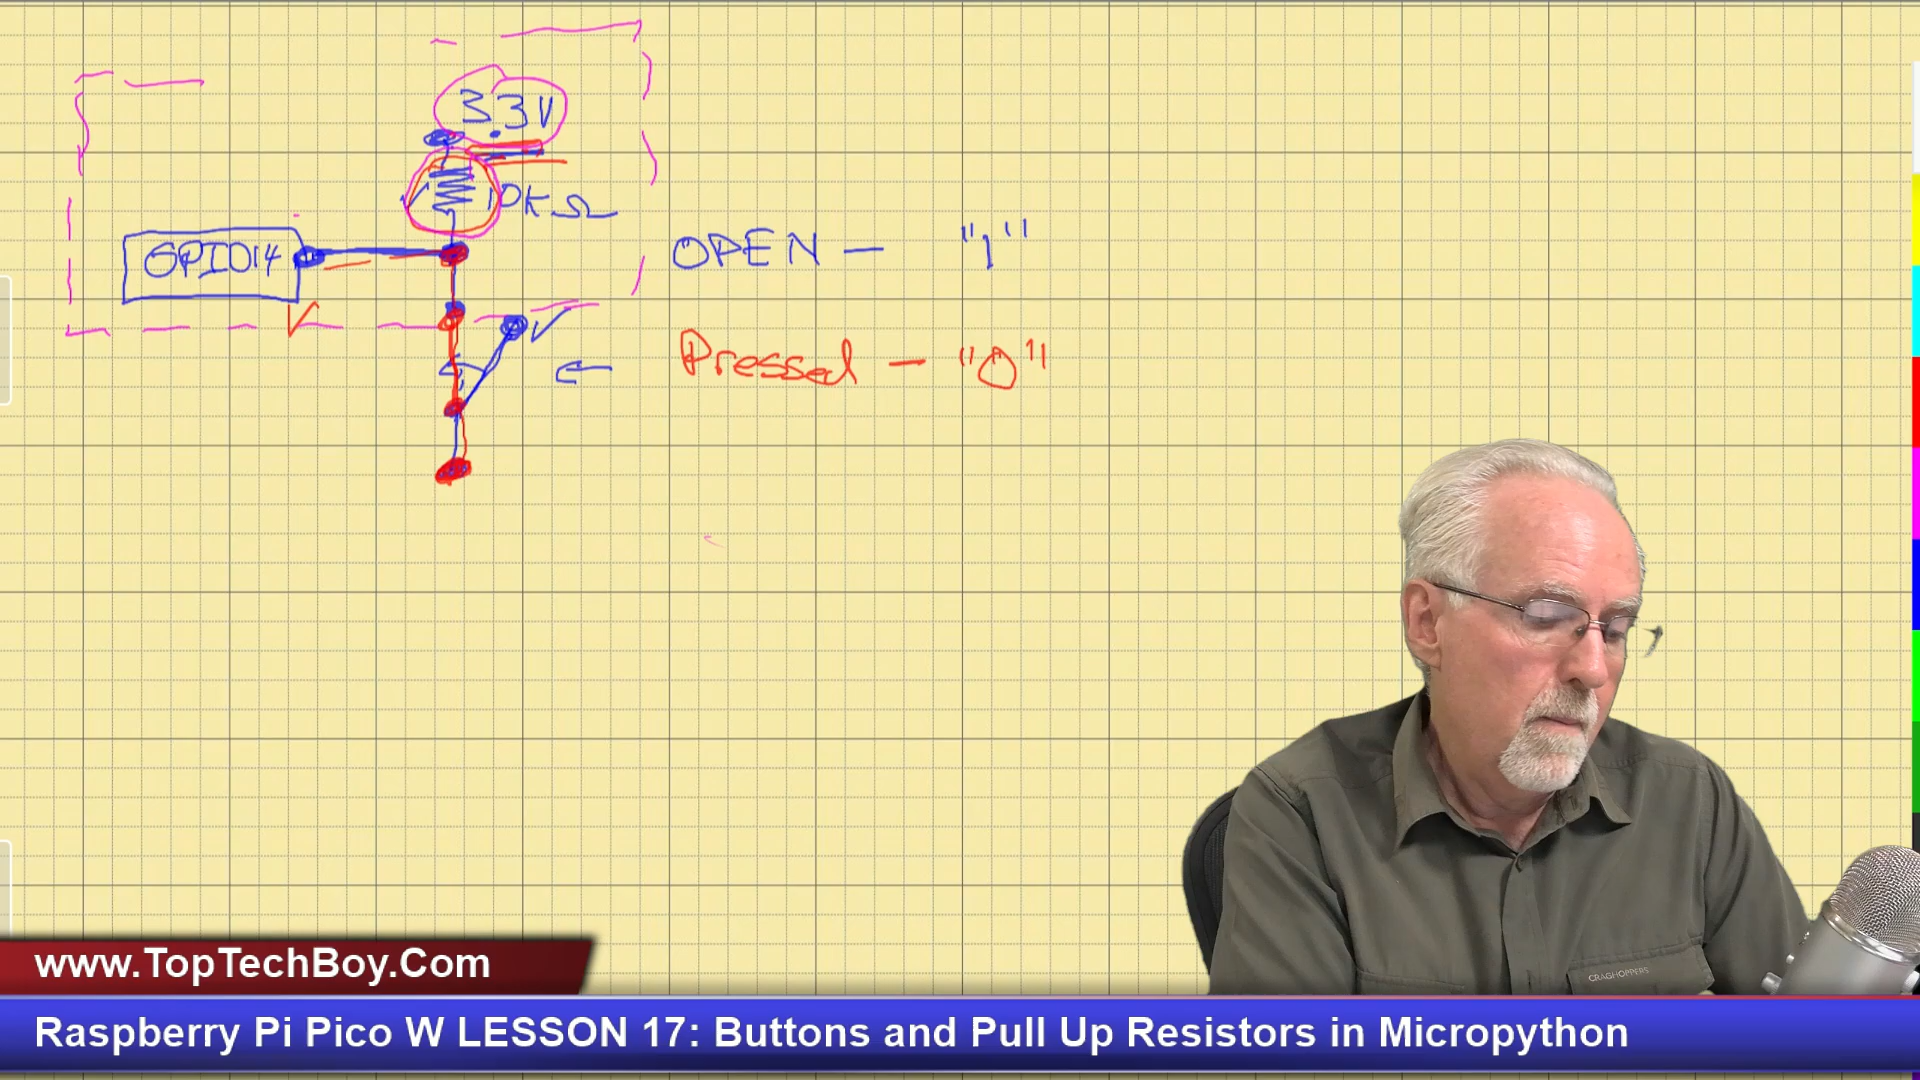 3.3V
10KΩ
GPIO14
OPEN - "1"
Pressed - "0"
CRAGHOPPERS
www.TopTechBoy.Com
Raspberry Pi Pico W LESSON 17: Buttons and Pull Up Resistors in Micropython